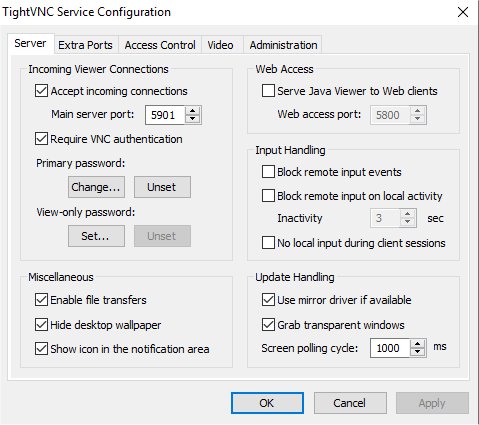 TightVNC Service Configuration
Server Extra Ports Access Control Video Administration
Incoming Viewer Connections
Accept incoming connections
Main server port: 5901
Require VNC authentication
Primary password:
Change... Unset
View-only password:
Set... Unset
Web Access
Serve Java Viewer to Web clients
Web access port: 5800
Input Handling
Block remote input events
Block remote input on local activity
Inactivity 3 sec
No local input during client sessions
Miscellaneous
Enable file transfers
Hide desktop wallpaper
Show icon in the notification area
Update Handling
Use mirror driver if available
Grab transparent windows
Screen polling cycle: 1000 ms
OK Cancel Apply